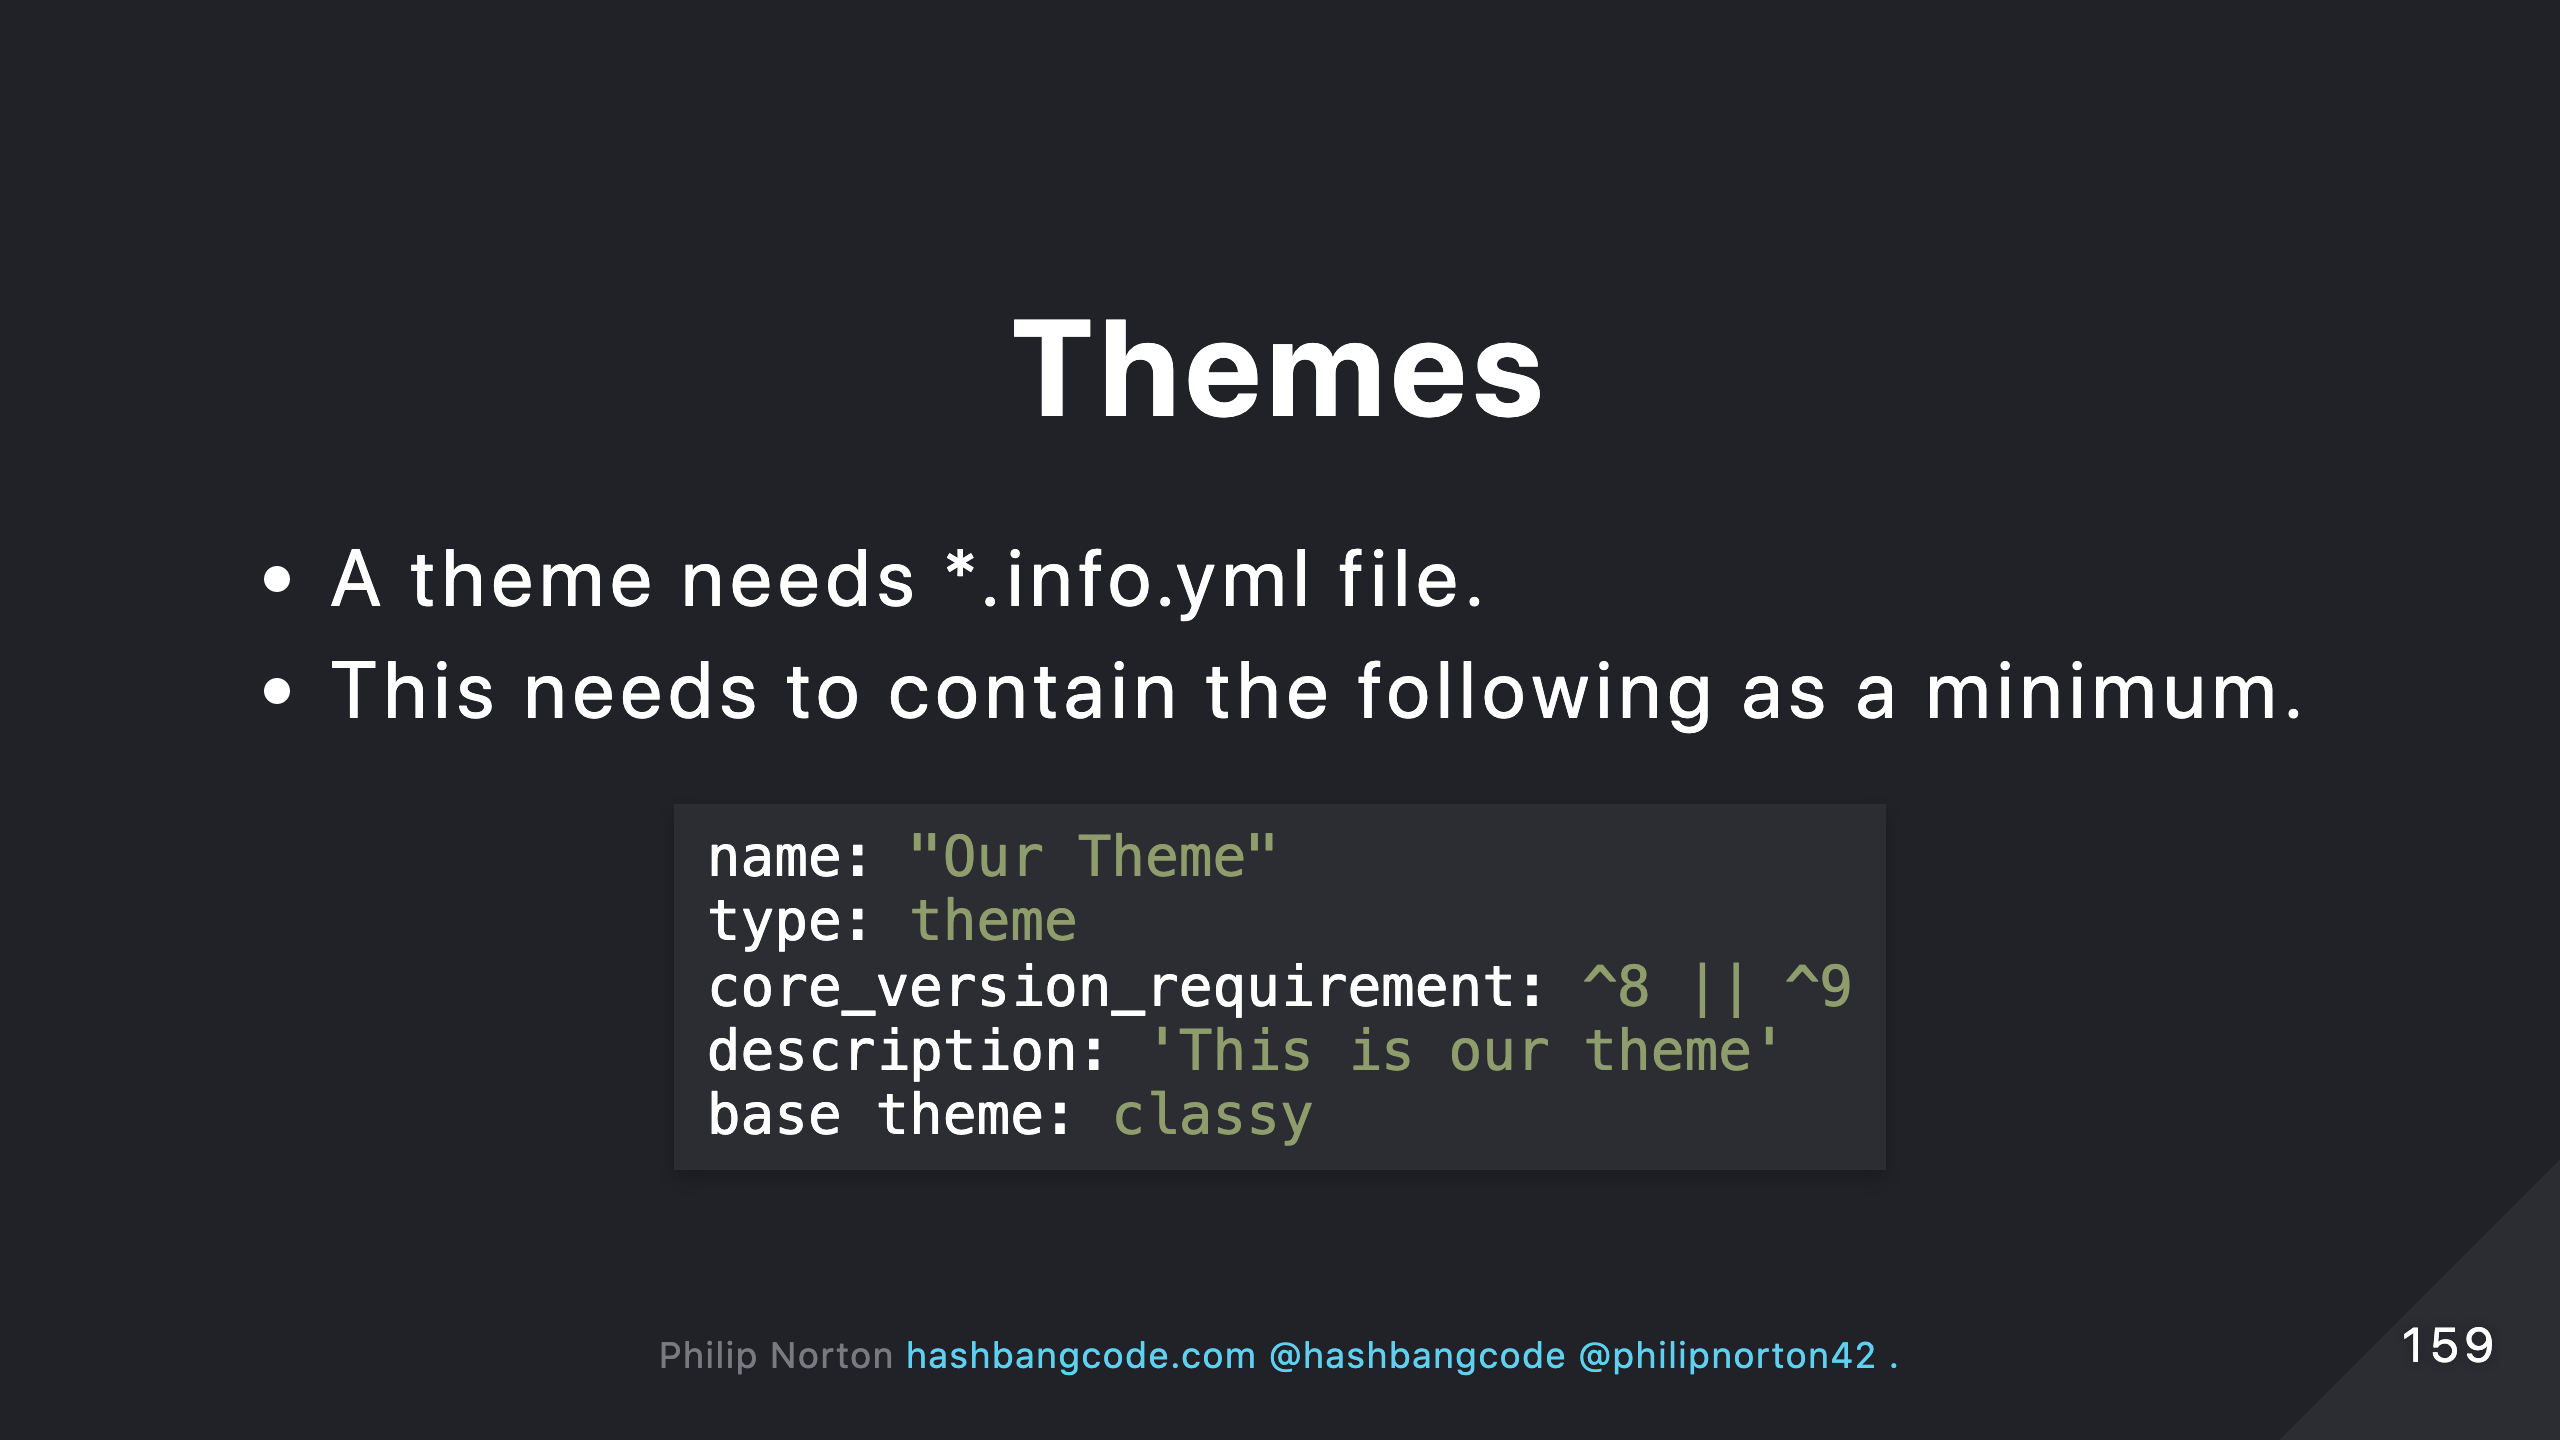 Themes
• A theme needs *.info.yml file.
• This needs to contain the following as a minimum.
name: "Our Theme"
type: theme
core_version_requirement: ^8 || ^9
description: 'This is our theme'
base theme: classy
Philip Norton hashbangcode.com @hashbangcode @philipnorton42 .
159